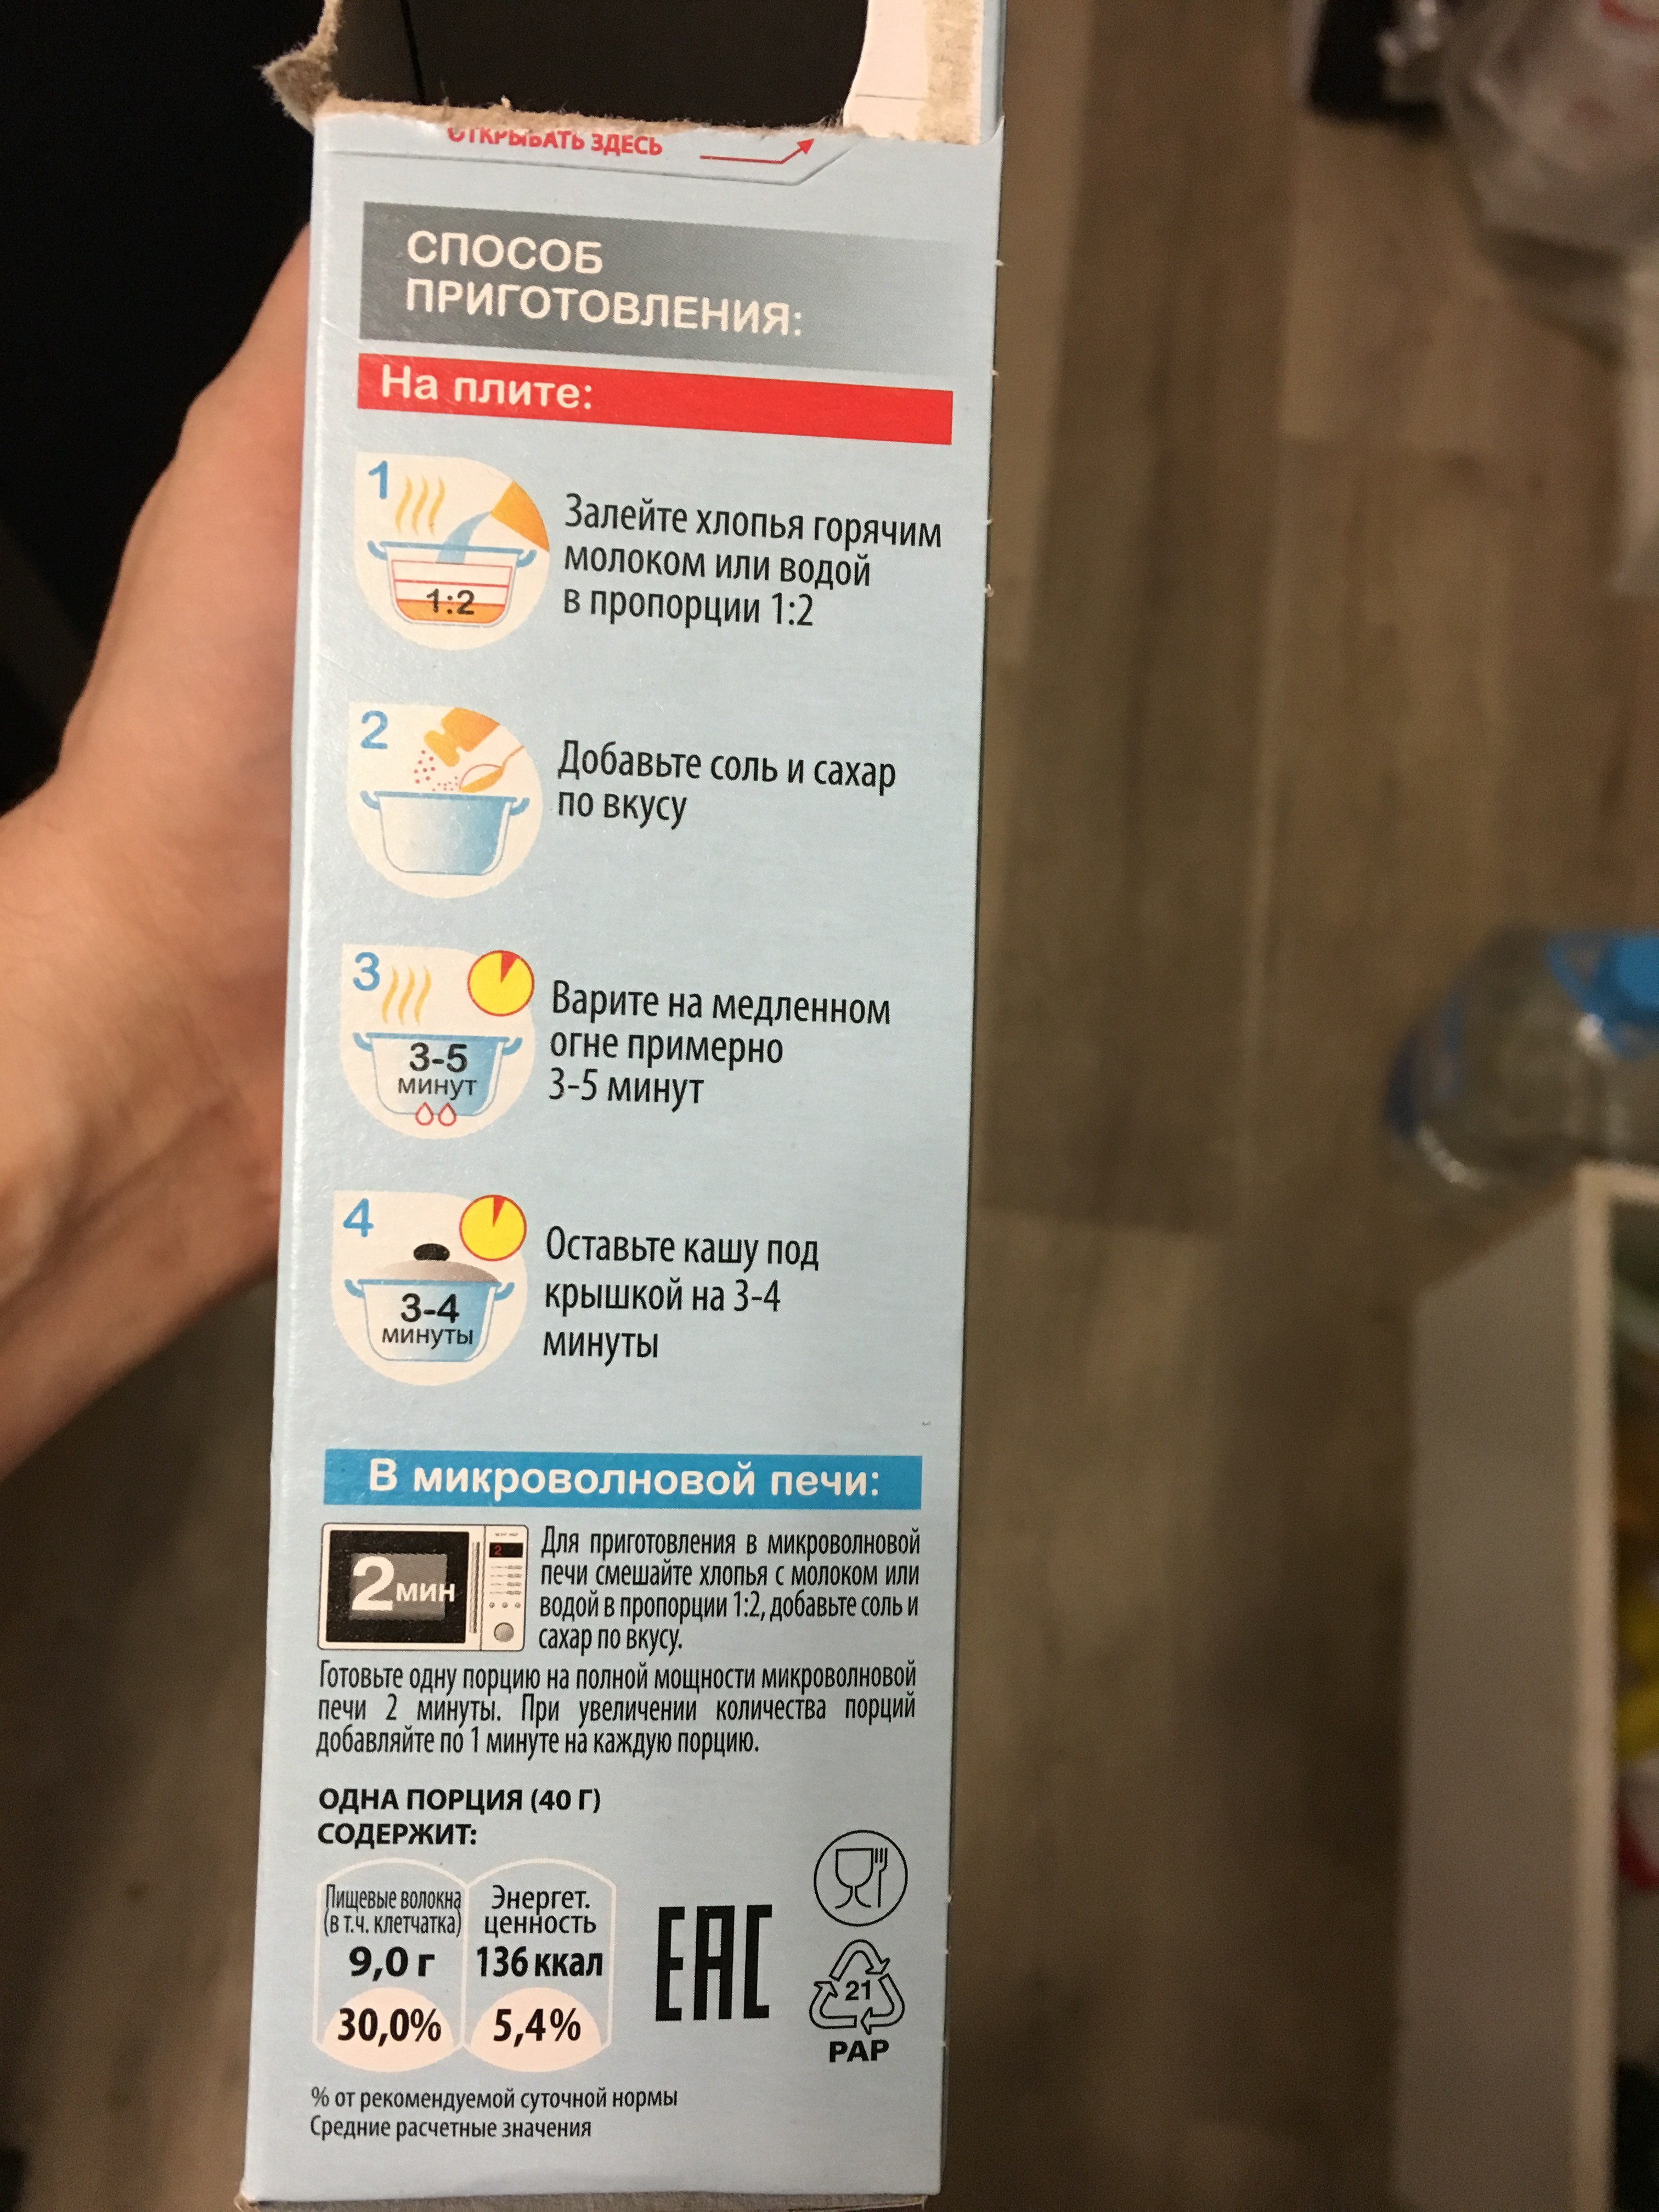 ОТКРЫВАТЬ ЗДЕСЬ
СПОСОБ
ПРИГОТОВЛЕНИЯ:
На плите:
1
1:2
Залейте хлопья горячим
молоком или водой
в пропорции 1:2
2
Добавьте соль и сахар
по вкусу
3
3-5
минут
Варите на медленном
огне примерно
3-5 минут
4
3-4
минуты
Оставьте кашу под
крышкой на 3-4
минуты
В микроволновой печи:
2 мин
2
Для приготовления в микроволновой
печи смешайте хлопья с молоком или
водой в пропорции 1:2, добавьте соль и
сахар по вкусу.
Готовьте одну порцию на полной мощности микроволновой
печи 2 минуты. При увеличении количества порций
добавляйте по 1 минуте на каждую порцию.
ОДНА ПОРЦИЯ (40 Г)
СОДЕРЖИТ:
Пищевые волокна
(в т.ч. клетчатка)
9,0 г
30,0%
Энергет.
ценность
136 ккал
5,4%
EAC
21
PAP
% от рекомендуемой суточной нормы
Средние расчетные значения